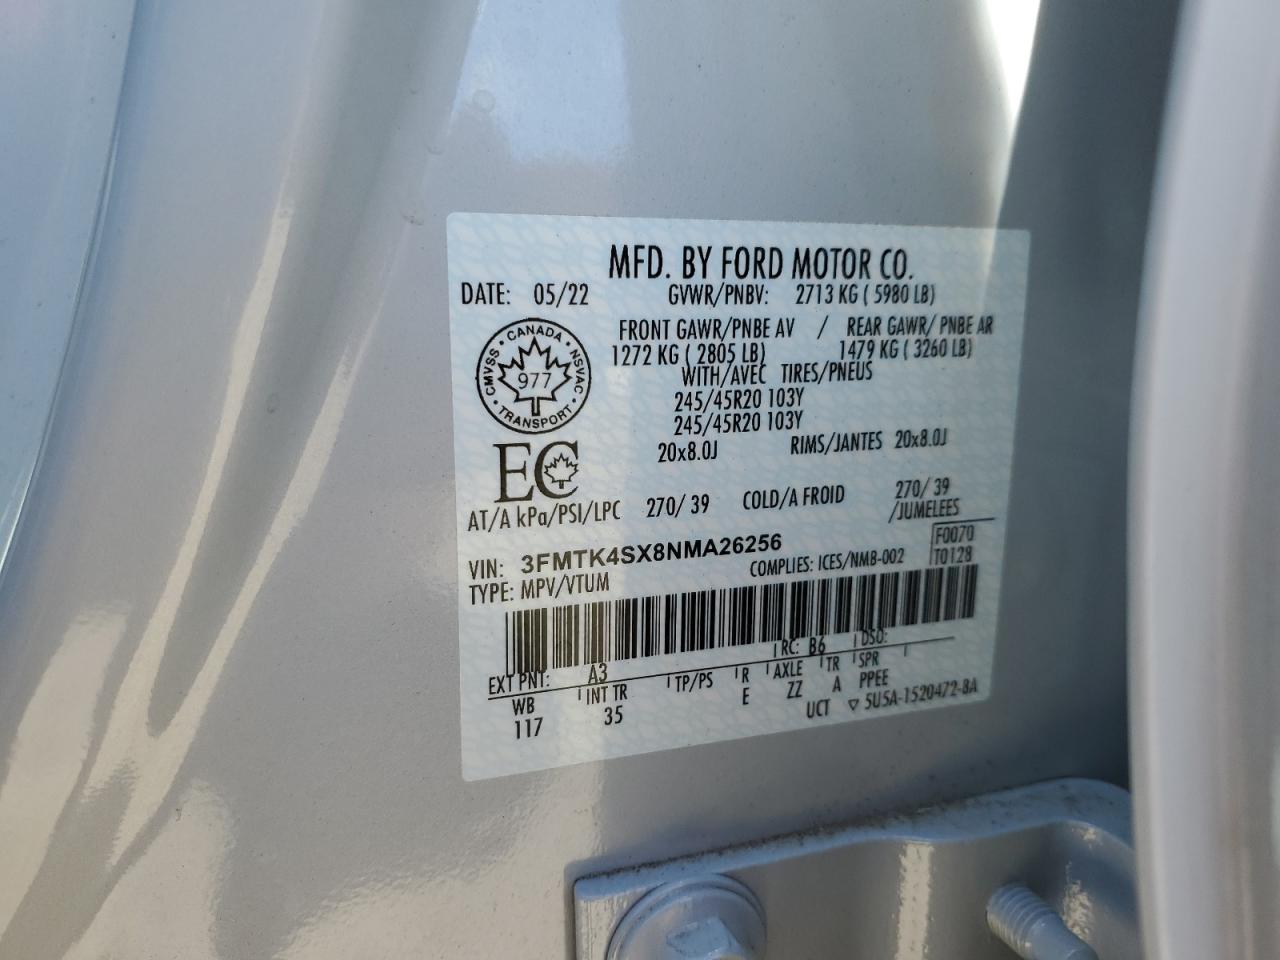 MFD. BY FORD MOTOR CO.
DATE: 05/22 GVWR/PNBV: 2713 KG ( 5980 LB)
FRONT GAWR/PNBE AV / REAR GAWR/ PNBE AR
1272 KG ( 2805 LB) 1479 KG ( 3260 LB)
WITH/AVEC TIRES/PNEUS
245/45R20 103Y
245/45R20 103Y
20x8.0J RIMS/JANTES 20x8.0J
CANADA
CMVSS NSVAC
977
TRANSPORT
EC
AT/A kPa/PSI/LPC 270/ 39 COLD/A FROID 270/ 39
/JUMELEES
VIN: 3FMTK4SX8NMA26256 F0070
TYPE: MPV/VTUM COMPLIES: ICES/NMB-002 T0128
EXT PNT: A3 RC: B6 DSO:
WB INT TR TP/PS R AXLE TR SPR
117 35 E ZZ A PPEE
UCT ▽ 5U5A-1520472-BA